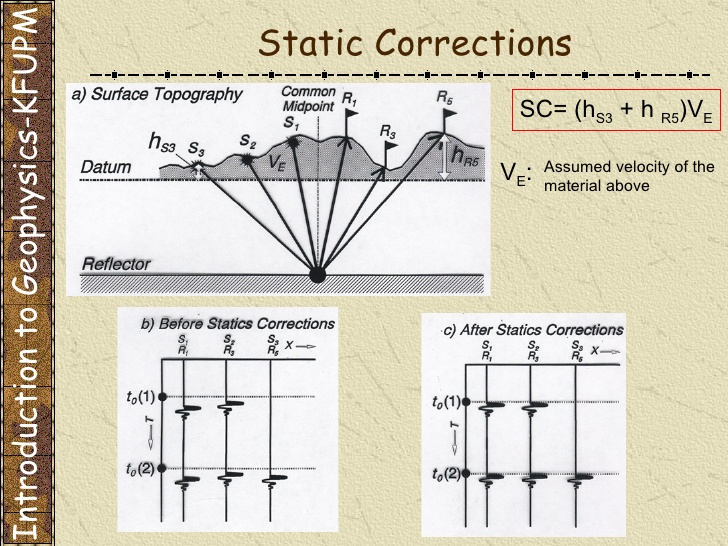 Introduction to Geophysics-KFUPM
Static Corrections
a) Surface Topography
Common
Midpoint
R1
R5
S1
R3
hS3
S3
S2
VE
hR5
Datum
Reflector
SC= (hS3 + h R5)VE
VE:
Assumed velocity of the
material above
b) Before Statics Corrections
S1 S2 S3
R1 R3 R5 X
t0(1)
T
t0(2)
c) After Statics Corrections
S1 S2 S3
R1 R3 R5 X
t0(1)
T
t0(2)